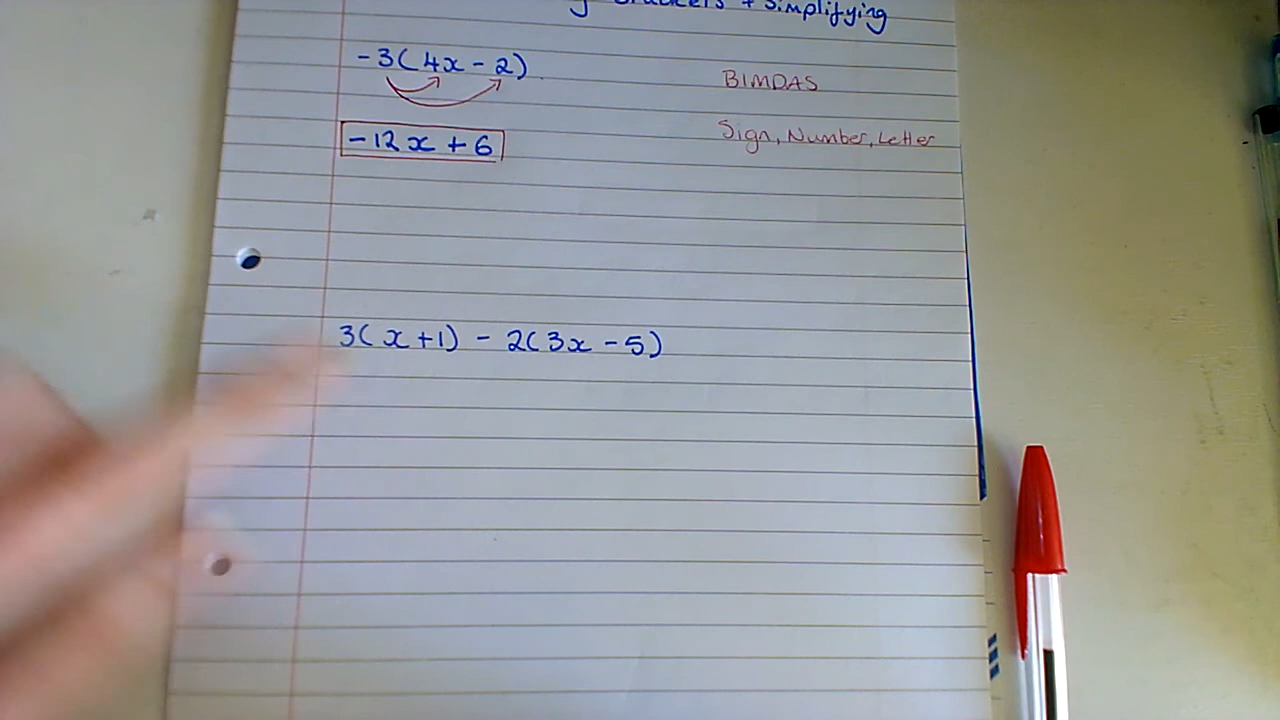 + Simplifying
-3(4x - 2)
BIMDAS
-12x + 6
Sign, Number, Letter
3(x+1) - 2(3x - 5)